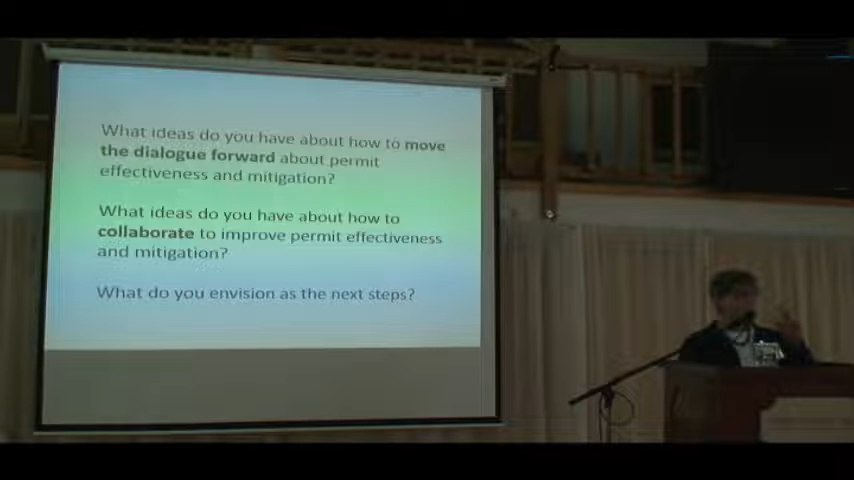 What ideas do you have about how to move
the dialogue forward about permit
effectiveness and mitigation?
What ideas do you have about how to
collaborate to improve permit effectiveness
and mitigation?
What do you envision as the next steps?